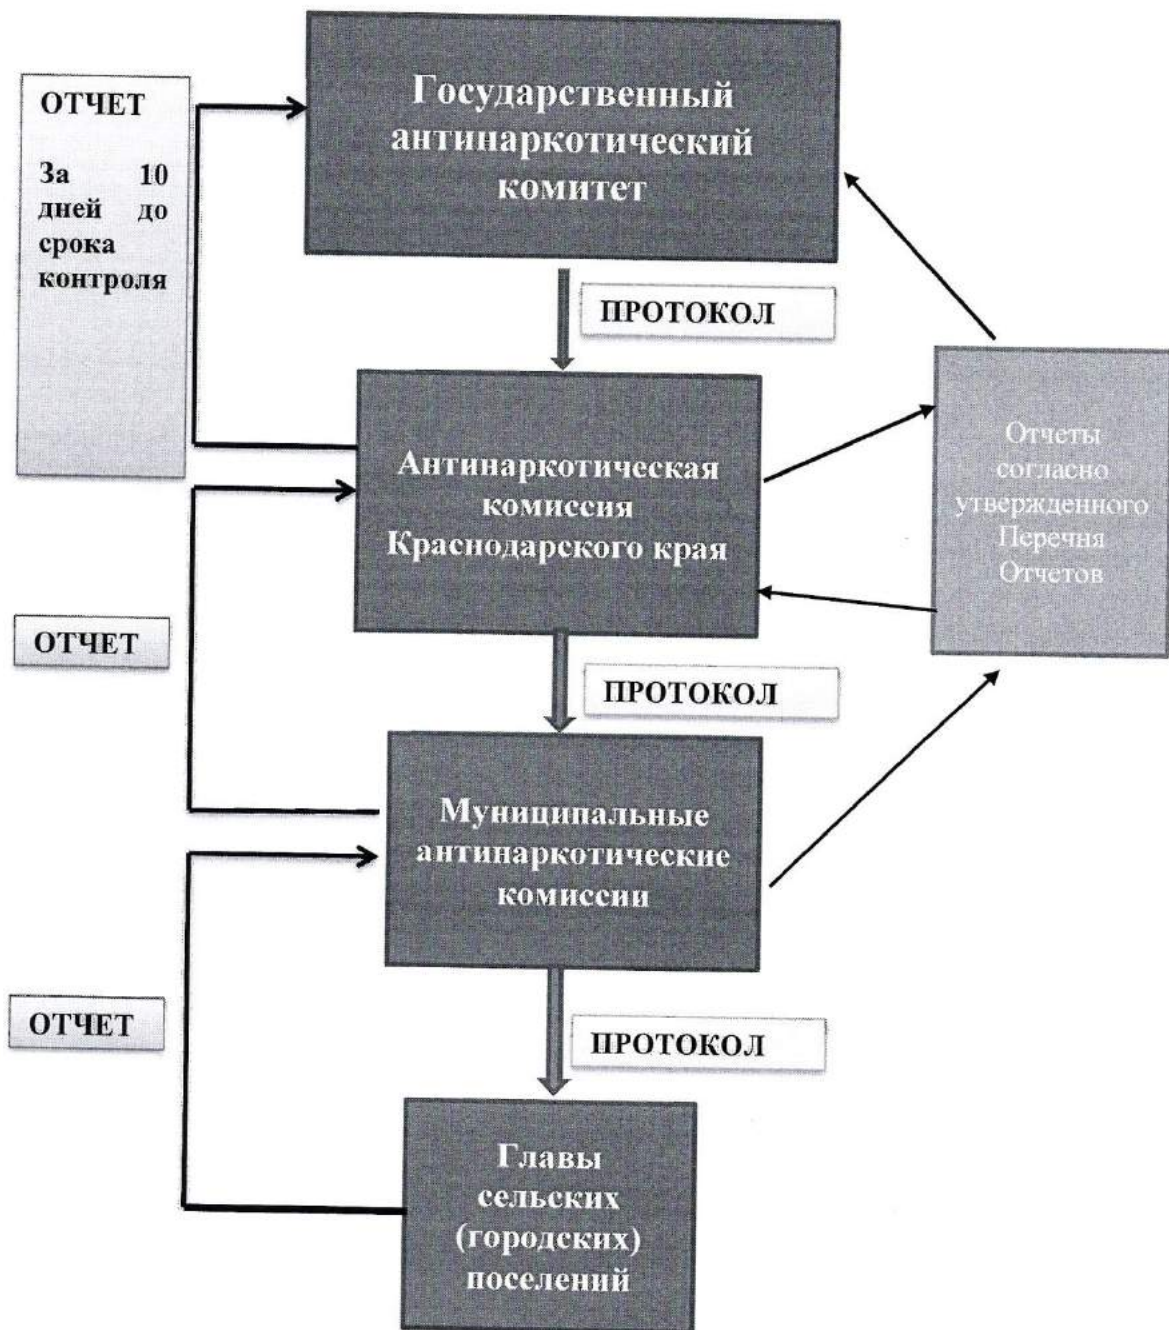 Государственный
антинаркотический
комитет
ОТЧЕТ
За 10
дней до
срока
контроля
ПРОТОКОЛ
Антинаркотическая
комиссия
Краснодарского края
Отчеты
согласно
утвержденного
Перечня
Отчетов
ОТЧЕТ
ПРОТОКОЛ
Муниципальные
антинаркотические
комиссии
ОТЧЕТ
ПРОТОКОЛ
Главы
сельских
(городских)
поселений